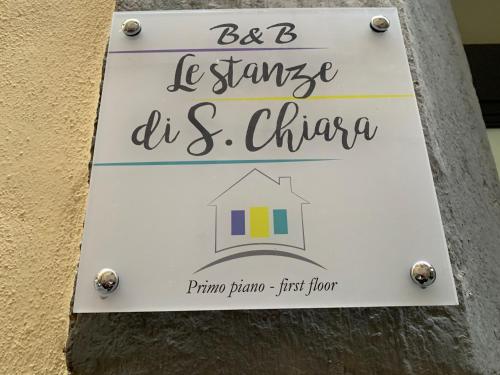 B&B
Le stanze
di S. Chiara
Primo piano - first floor